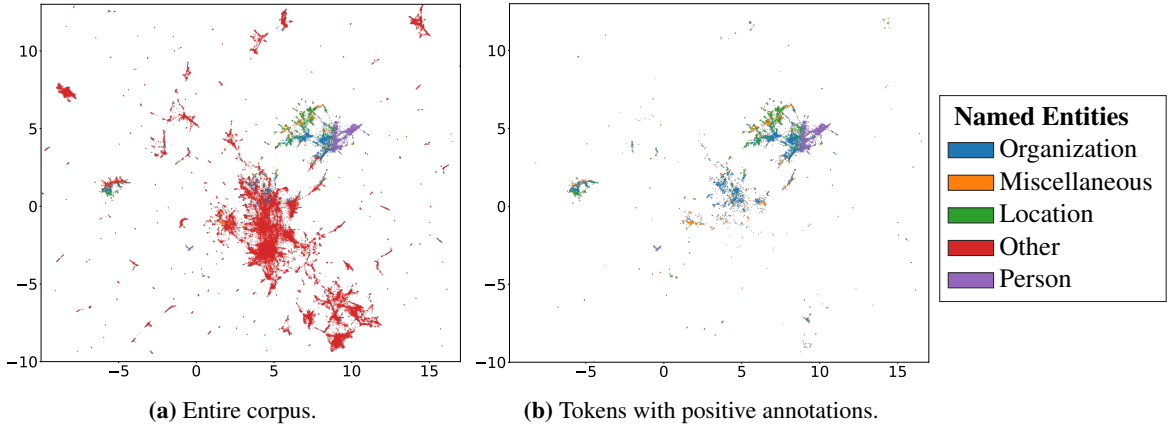 10
5
0
−5
−10
−5
0
5
10
15
(a) Entire corpus.
10
5
0
−5
−10
−5
0
5
10
15
(b) Tokens with positive annotations.
Named Entities
Organization
Miscellaneous
Location
Other
Person